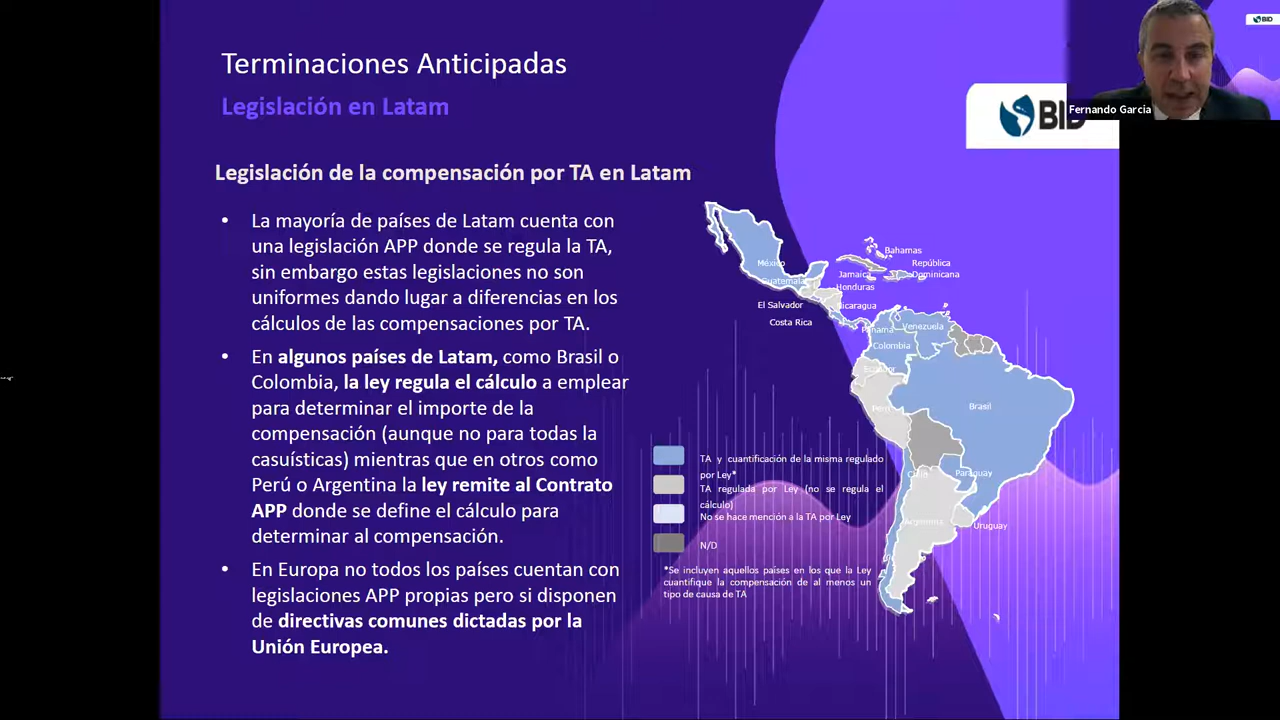 Terminaciones Anticipadas
Legislación en Latam
BID
BID
Fernando Garcia
Legislación de la compensación por TA en Latam
• La mayoría de países de Latam cuenta con
una legislación APP donde se regula la TA,
sin embargo estas legislaciones no son
uniformes dando lugar a diferencias en los
cálculos de las compensaciones por TA.
• En algunos países de Latam, como Brasil o
Colombia, la ley regula el cálculo a emplear
para determinar el importe de la
compensación (aunque no para todas la
casuísticas) mientras que en otros como
Perú o Argentina la ley remite al Contrato
APP donde se define el cálculo para
determinar al compensación.
• En Europa no todos los países cuentan con
legislaciones APP propias pero si disponen
de directivas comunes dictadas por la
Unión Europea.
Bahamas
República
Dominicana
México
Jamaica
Guatemala
Honduras
El Salvador
Nicaragua
Costa Rica
Panamá
Venezuela
Colombia
Ecuador
Perú
Brasil
Chile
Paraguay
Argentina
Uruguay
TA y cuantificación de la misma regulado
por Ley*
TA regulada por Ley (no se regula el
cálculo)
No se hace mención a la TA por Ley
N/D
*Se incluyen aquellos países en los que la Ley
cuantifique la compensación de al menos un
tipo de causa de TA